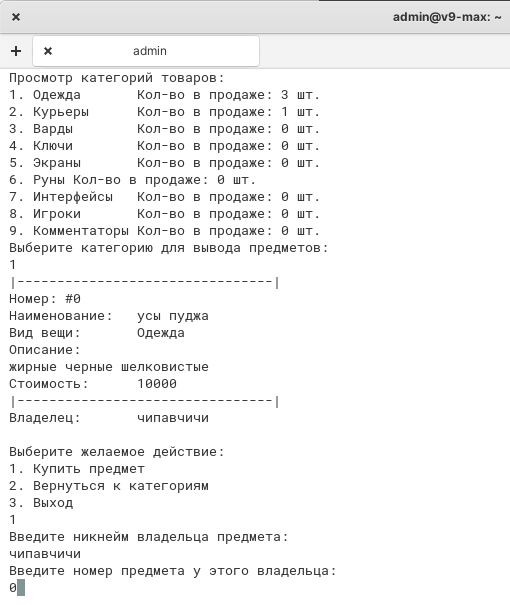 admin@v9-max: ~
admin
Просмотр категорий товаров:
1. Одежда Кол-во в продаже: 3 шт.
2. Курьеры Кол-во в продаже: 1 шт.
3. Варды Кол-во в продаже: 0 шт.
4. Ключи Кол-во в продаже: 0 шт.
5. Экраны Кол-во в продаже: 0 шт.
6. Руны Кол-во в продаже: 0 шт.
7. Интерфейсы Кол-во в продаже: 0 шт.
8. Игроки Кол-во в продаже: 0 шт.
9. Комментаторы Кол-во в продаже: 0 шт.
Выберите категорию для вывода предметов:
1
|--------------------------------|
Номер: #0
Наименование: усы пуджа
Вид вещи: Одежда
Описание:
жирные черные шелковистые
Стоимость: 10000
|--------------------------------|
Владелец: чипавчичи
Выберите желаемое действие:
1. Купить предмет
2. Вернуться к категориям
3. Выход
1
Введите никнейм владельца предмета:
чипавчичи
Введите номер предмета у этого владельца:
0